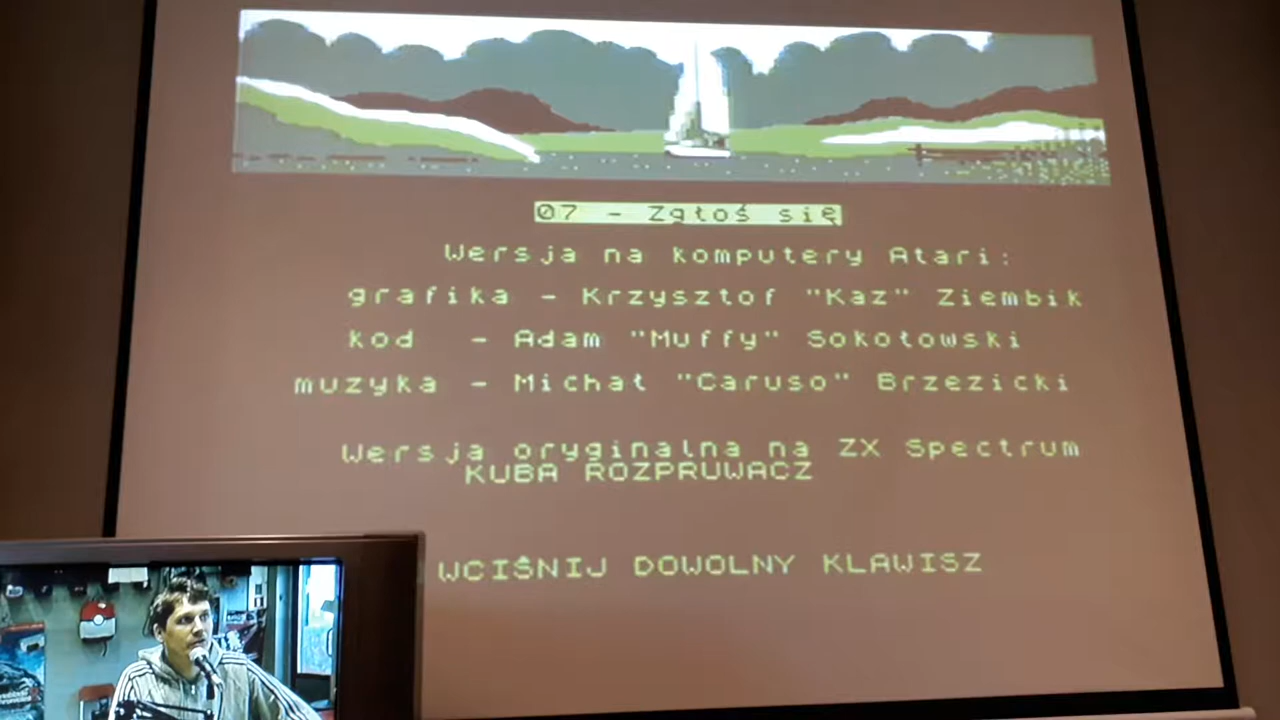 07 - Zgłoś się
Wersja na komputery Atari:
grafika - Krzysztof "Kaz" Ziembik
kod - Adam "Muffy" Sokołowski
muzyka - Michał "Caruso" Brzezicki
Wersja oryginalna na ZX Spectrum
KUBA ROZPRUWACZ
WCIŚNIJ DOWOLNY KLAWISZ